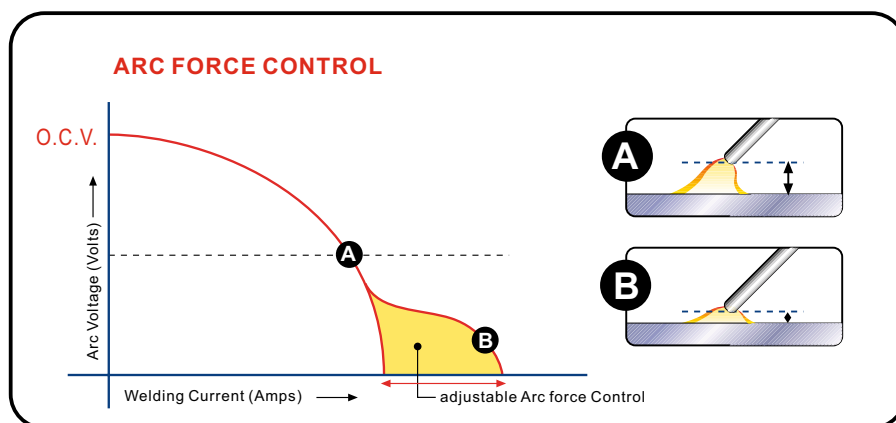 ARC FORCE CONTROL
O.C.V.
Arc Voltage (Volts)
A
B
Welding Current (Amps)
adjustable Arc force Control
A
B